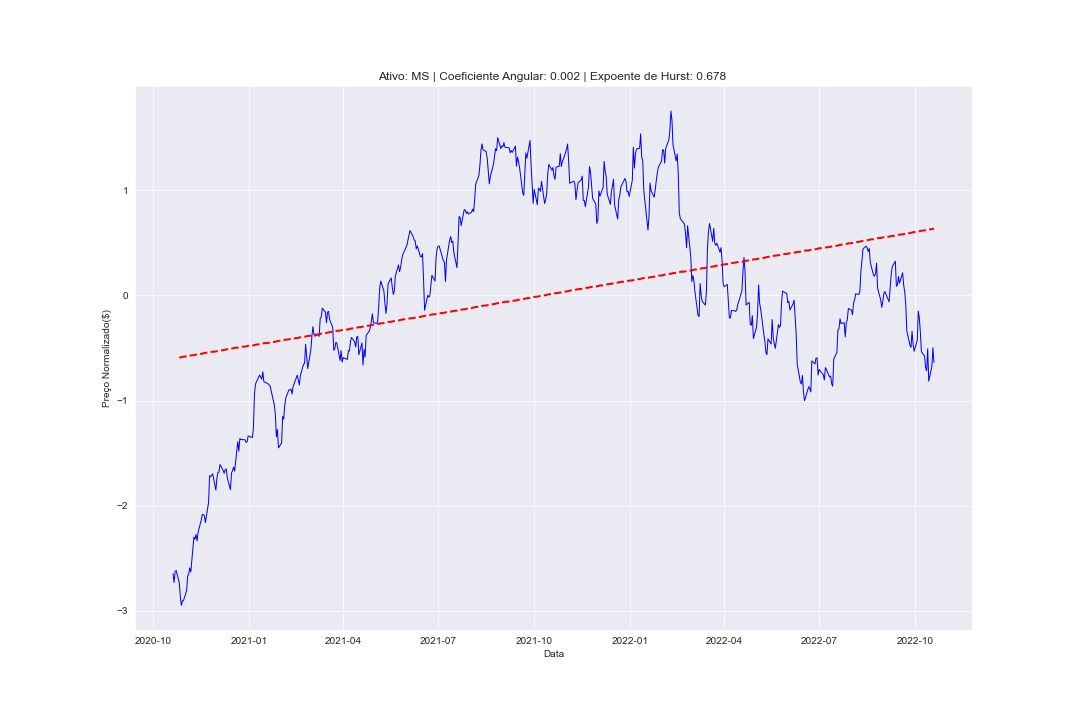 Ativo: MS | Coeficiente Angular: 0.002 | Expoente de Hurst: 0.678
Preço Normalizado($)
1
0
−1
−2
−3
2020-10 2021-01 2021-04 2021-07 2021-10 2022-01 2022-04 2022-07 2022-10
Data